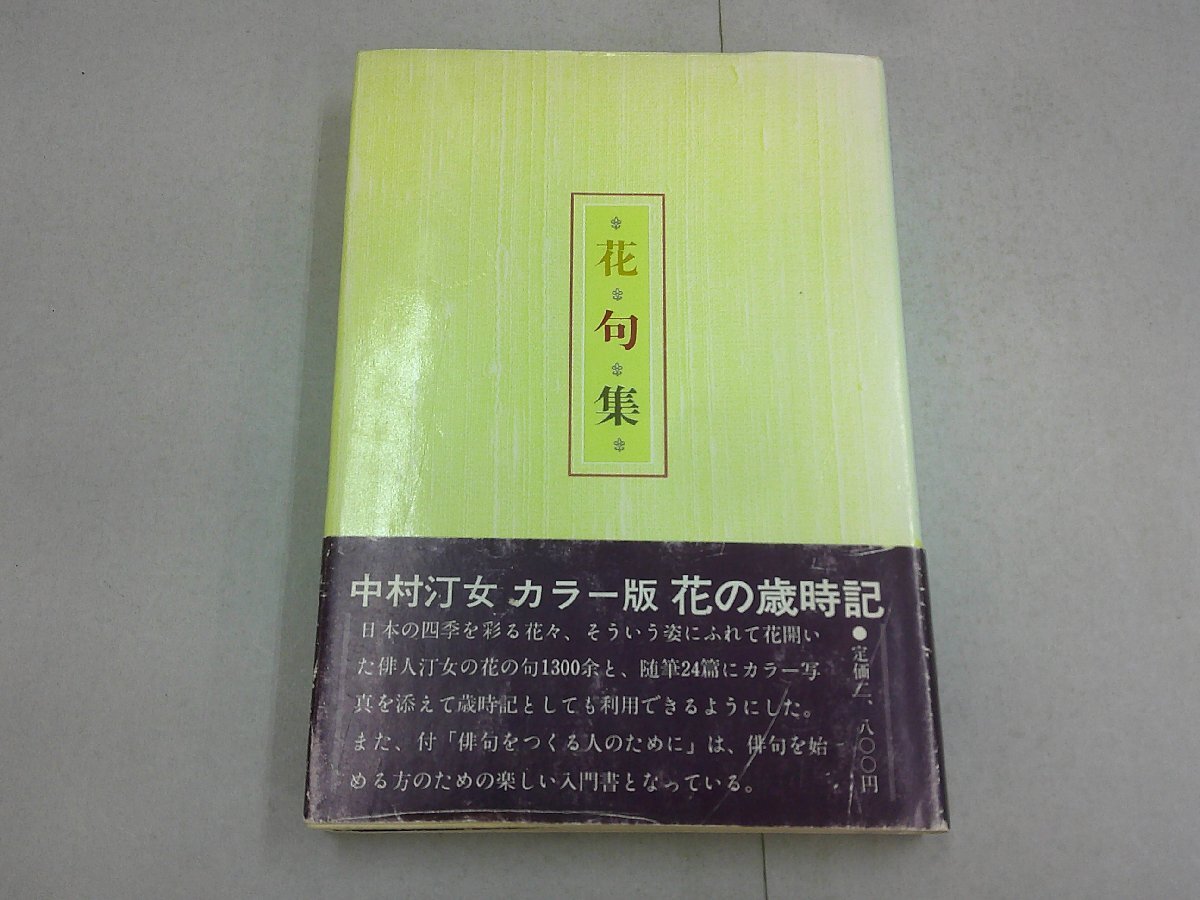 花句集
中村汀女 カラー版 花の歳時記
日本の四季を彩る花々、そういう姿にふれて花開い
た俳人汀女の花の句1300余と、随筆24篇にカラー写
真を添えて歳時記としても利用できるようにした。
また、付「俳句をつくる人のために」は、俳句を始
める方のための楽しい入門書となっている。
●定価一、八〇〇円